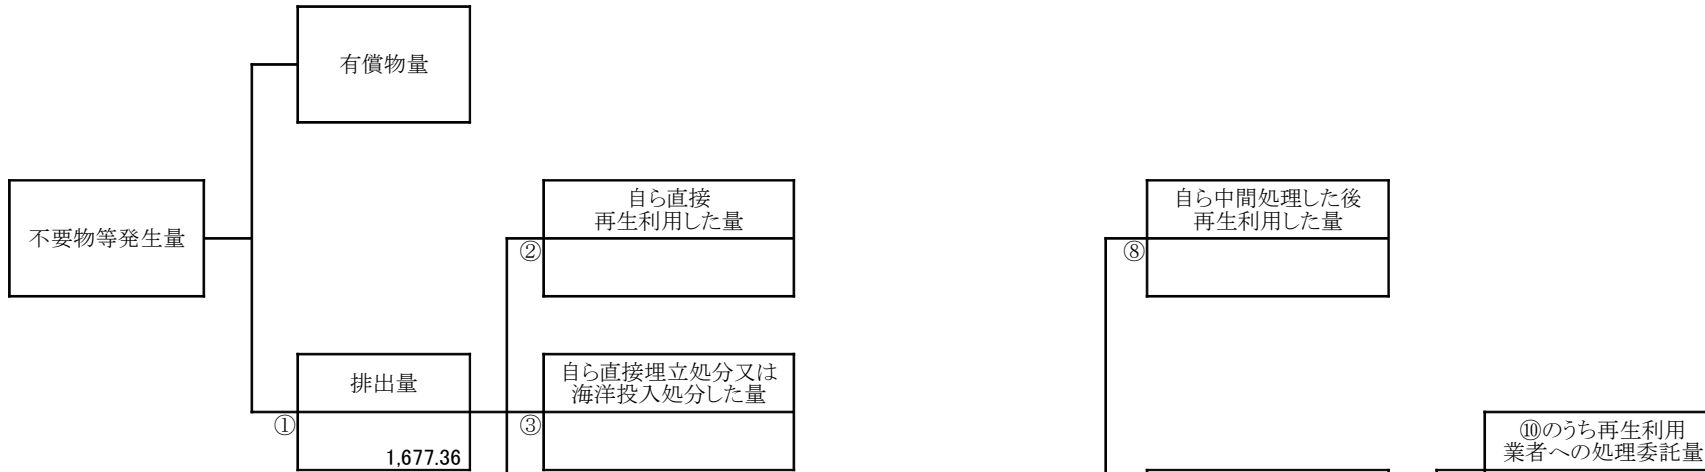 有償物量
自ら直接
再生利用した量
自ら中間処理した後
再生利用した量
不要物等発生量
②
⑧
排出量
自ら直接埋立処分又は
海洋投入処分した量
①
③
1,677.36
⑩のうち再生利用
業者への処理委託量